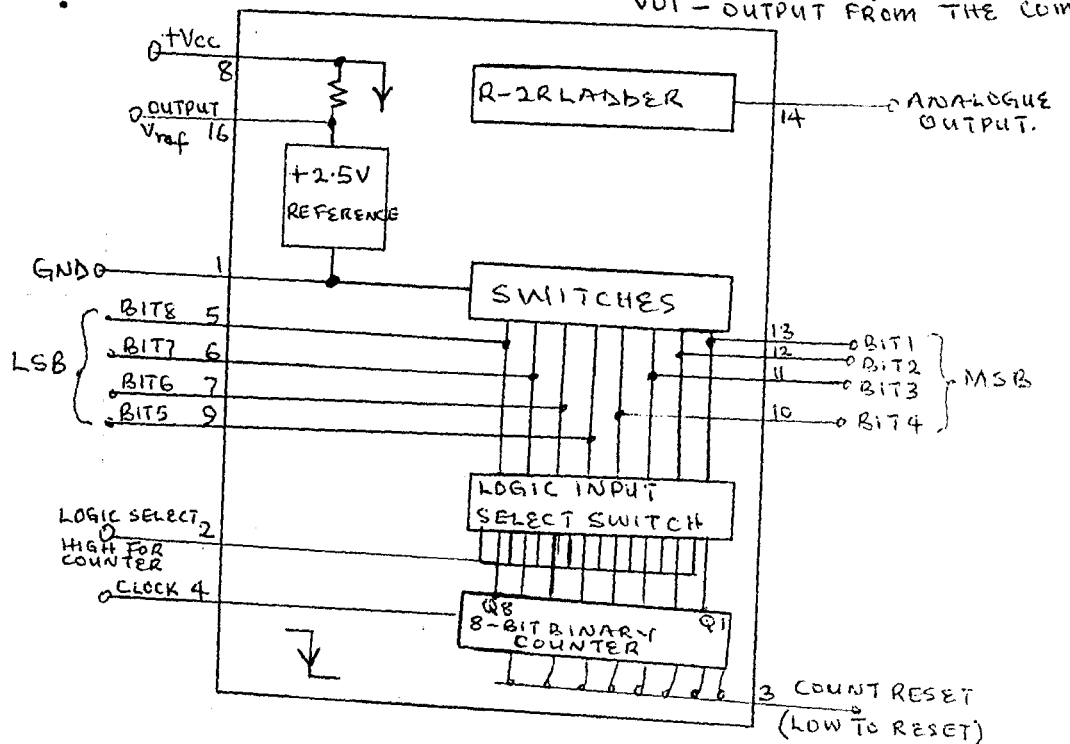 VO1 - OUTPUT FROM THE COM
+Vcc
8
OUTPUT
Vref 16
R-2R LADDER
14
ANALOGUE
OUTPUT.
+2.5V
REFERENCE
GND 1
SWITCHES
LSB
BIT8 5
BIT7 6
BIT6 7
BIT5 9
13 BIT1
12 BIT2
11 BIT3
10 BIT4
MSB
LOGIC INPUT
SELECT SWITCH
LOGIC SELECT 2
HIGH FOR
COUNTER
CLOCK 4
Q8 Q1
8-BIT BINARY
COUNTER
3 COUNT RESET
(LOW TO RESET)